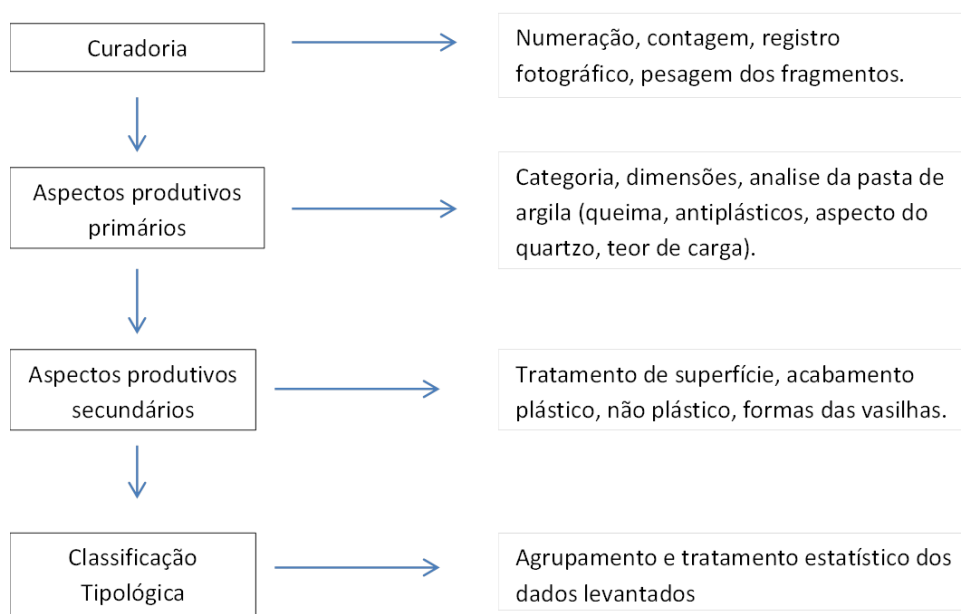 Curadoria
Numeração, contagem, registro
fotográfico, pesagem dos fragmentos.
Aspectos produtivos
primários
Categoria, dimensões, analise da pasta de
argila (queima, antiplásticos, aspecto do
quartzo, teor de carga).
Aspectos produtivos
secundários
Tratamento de superfície, acabamento
plástico, não plástico, formas das vasilhas.
Classificação
Tipológica
Agrupamento e tratamento estatístico dos
dados levantados